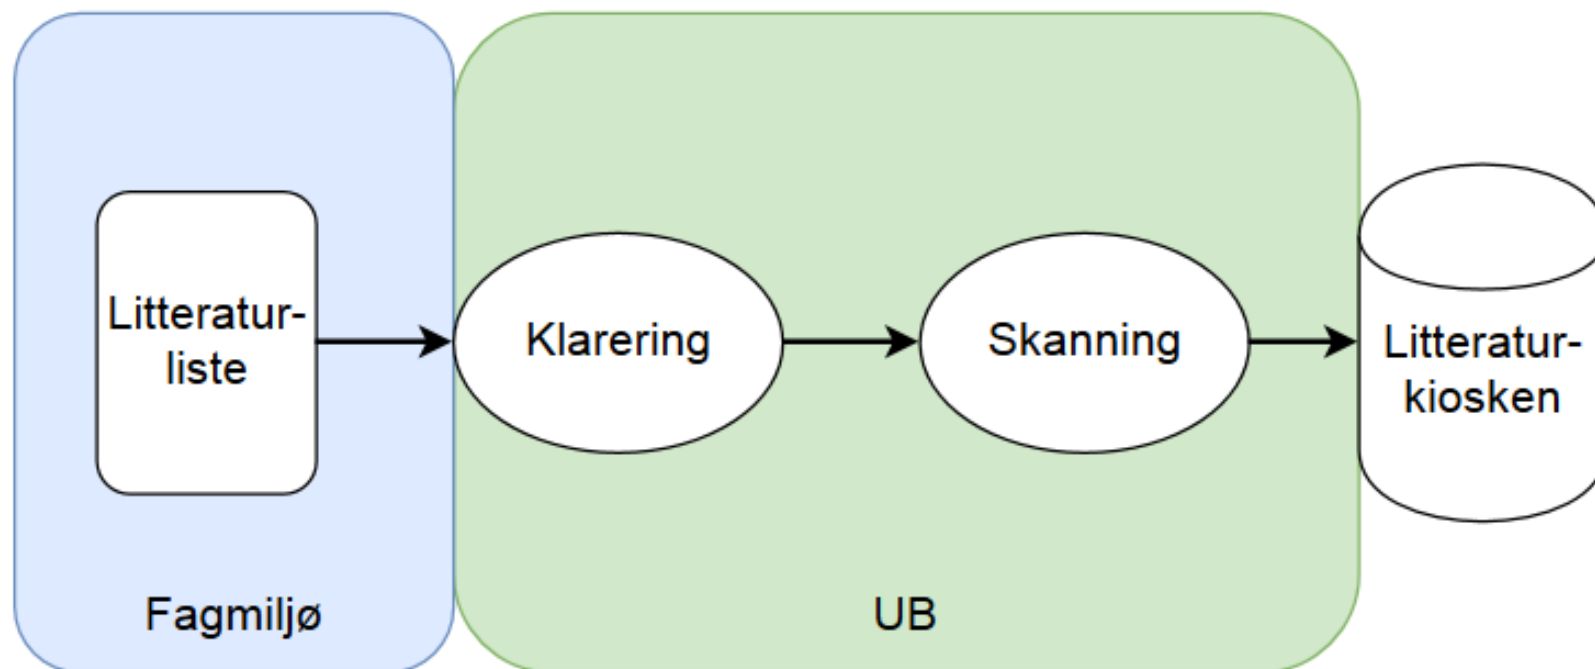 Litteratur-
liste
Klarering
Skanning
Litteratur-
kiosken
Fagmiljø
UB